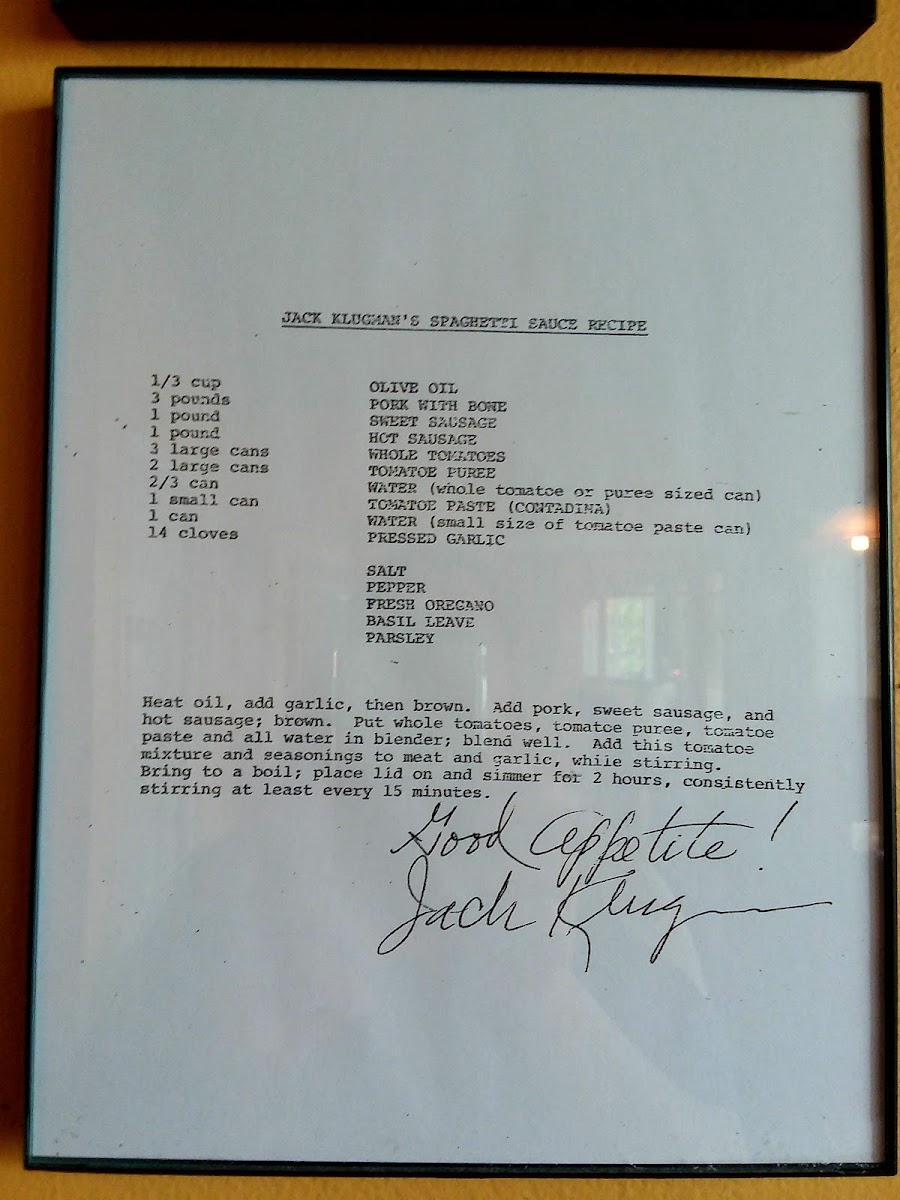 JACK KLUGMAN'S SPAGHETTI SAUCE RECIPE
1/3 cup OLIVE OIL
3 pounds PORK WITH BONE
1 pound SWEET SAUSAGE
1 pound HOT SAUSAGE
3 large cans WHOLE TOMATOES
2 large cans TOMATOE PUREE
2/3 can WATER (whole tomatoe or puree sized can)
1 small can TOMATOE PASTE (CONTADINA)
1 can WATER (small size of tomatoe paste can)
14 cloves PRESSED GARLIC
SALT
PEPPER
FRESH OREGANO
BASIL LEAVE
PARSLEY
Heat oil, add garlic, then brown. Add pork, sweet sausage, and
hot sausage; brown. Put whole tomatoes, tomatoe puree, tomatoe
paste and all water in blender; blend well. Add this tomatoe
mixture and seasonings to meat and garlic, while stirring.
Bring to a boil; place lid on and simmer for 2 hours, consistently
stirring at least every 15 minutes.
Good Appetite!
Jack Klugman